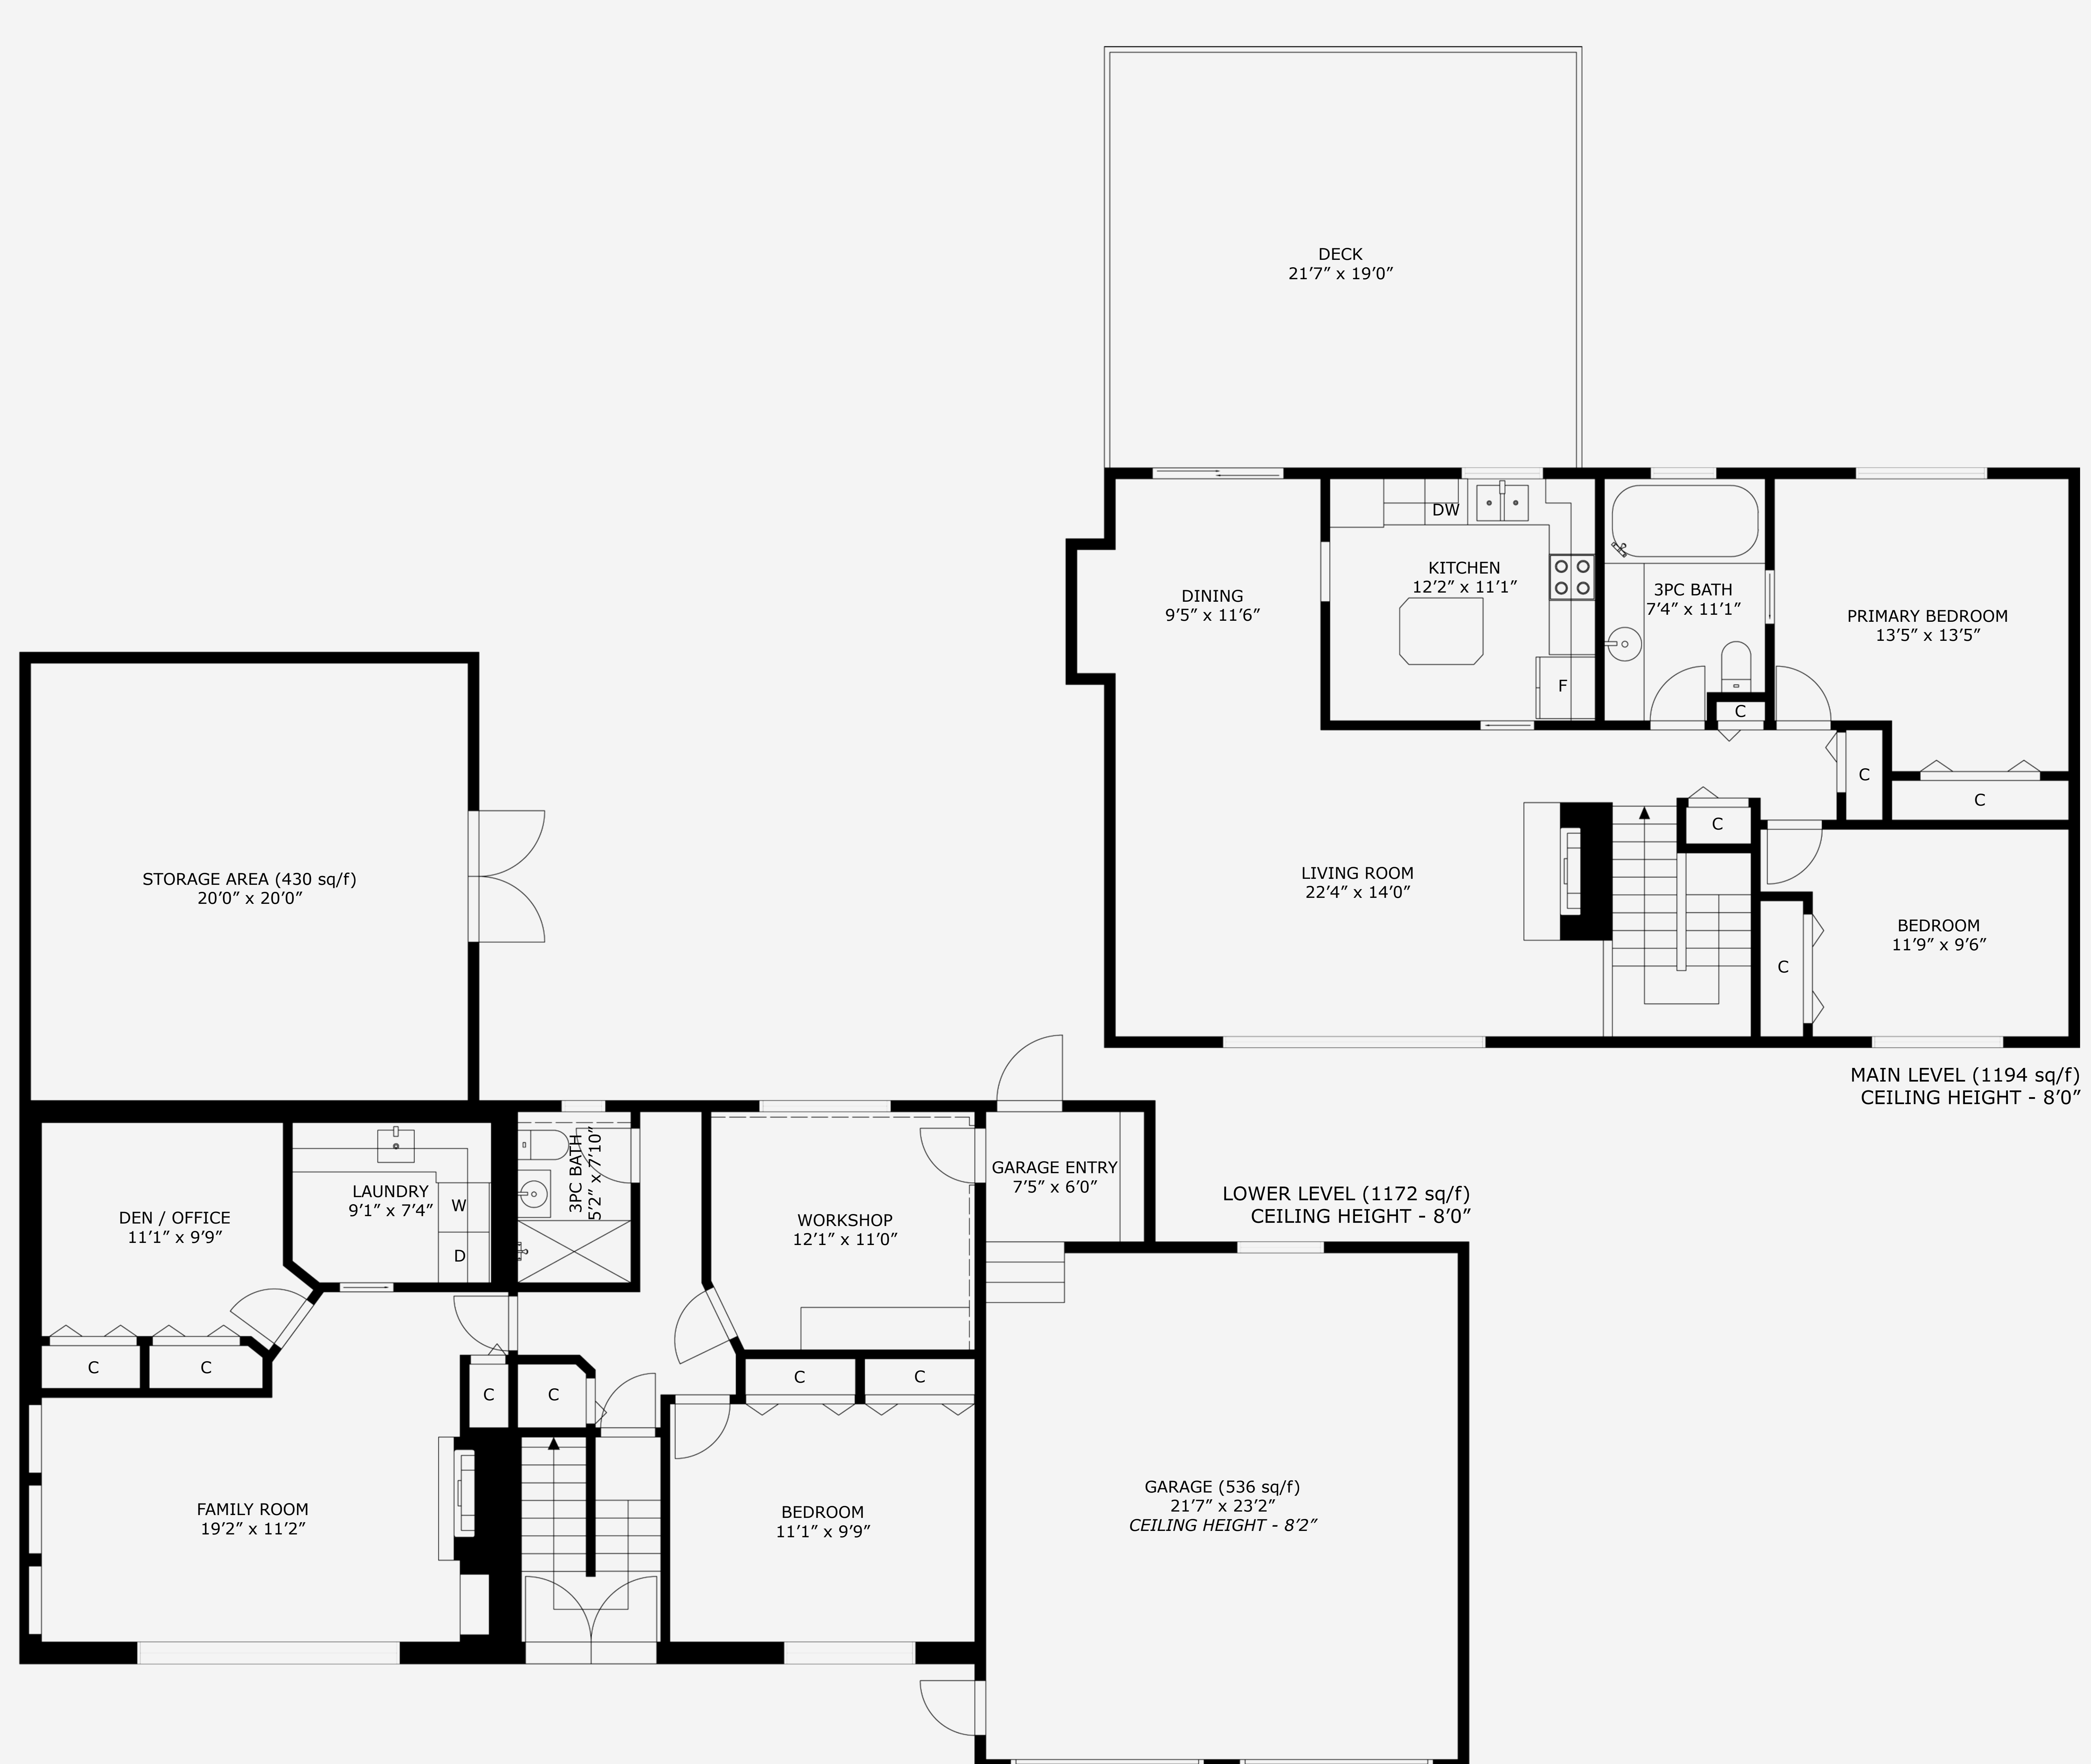 DECK
21’7” x 19’0”
DW
KITCHEN
12’2” x 11’1”
DINING
9’5” x 11’6”
3PC BATH
7’4” x 11’1”
PRIMARY BEDROOM
13’5” x 13’5”
F
C
C
C
C
LIVING ROOM
22’4” x 14’0”
BEDROOM
11’9” x 9’6”
C
MAIN LEVEL (1194 sq/f)
CEILING HEIGHT - 8’0”
STORAGE AREA (430 sq/f)
20’0” x 20’0”
3PC BATH
5’2” x 7’10”
GARAGE ENTRY
7’5” x 6’0”
LOWER LEVEL (1172 sq/f)
CEILING HEIGHT - 8’0”
LAUNDRY
9’1” x 7’4”
W
D
DEN / OFFICE
11’1” x 9’9”
WORKSHOP
12’1” x 11’0”
C
C
C
C
C
C
GARAGE (536 sq/f)
21’7” x 23’2”
CEILING HEIGHT - 8’2”
FAMILY ROOM
19’2” x 11’2”
BEDROOM
11’1” x 9’9”